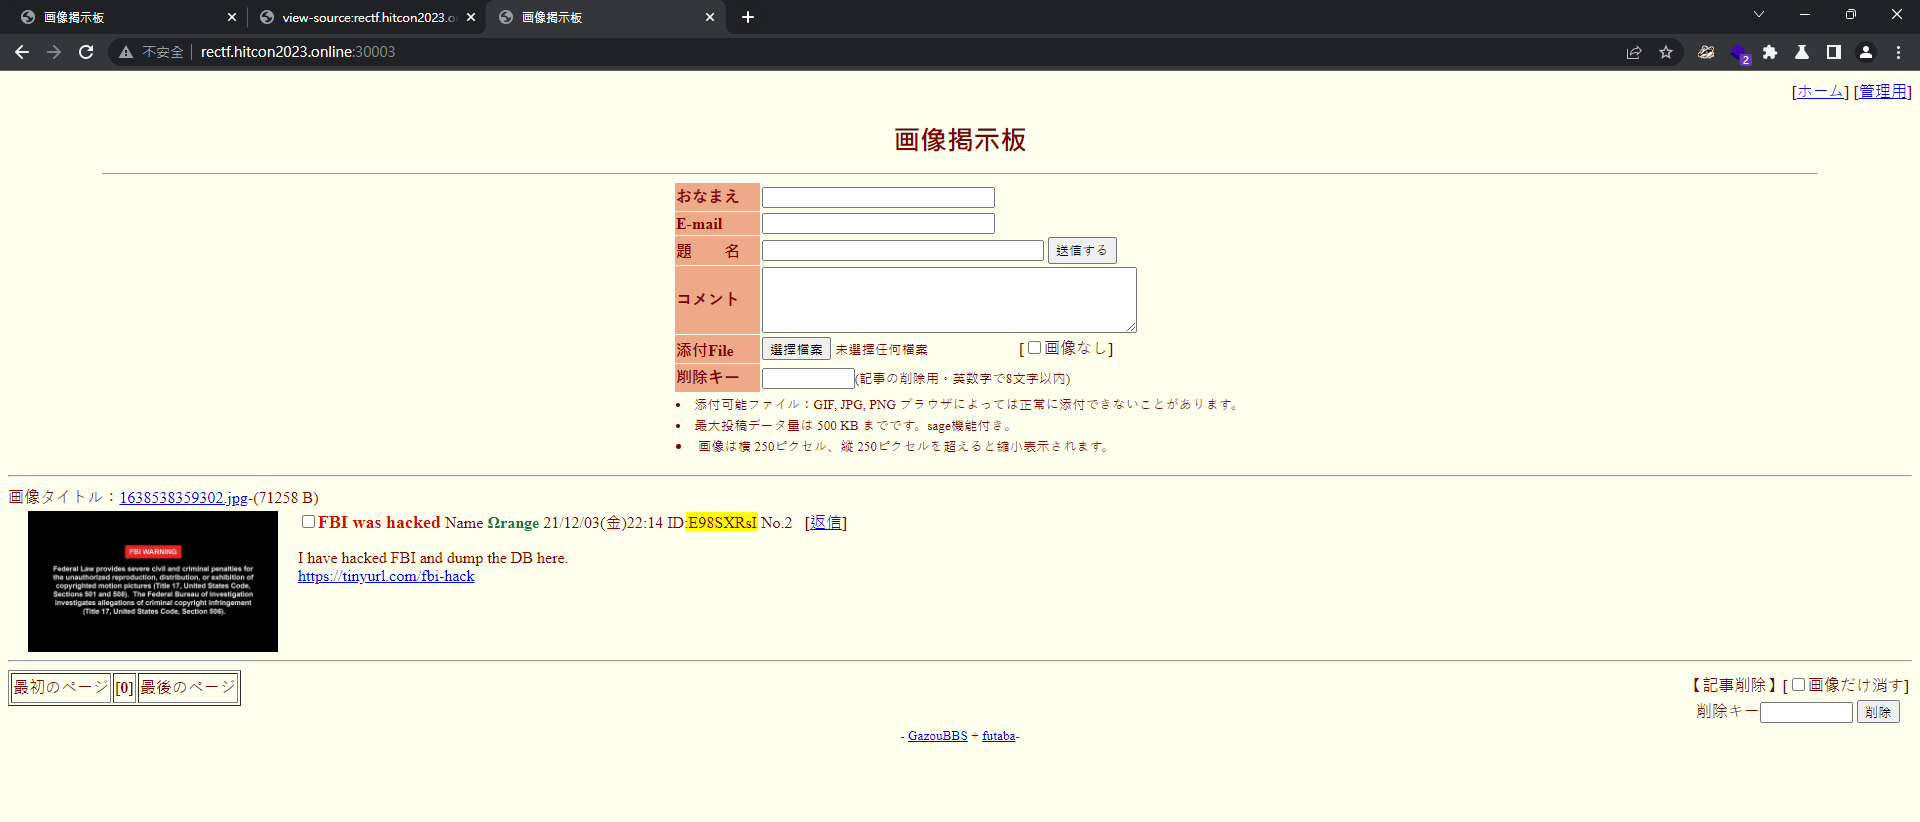 画像掲示板
view-source:rectf.hitcon2023.o
画像掲示板
不安全 rectf.hitcon2023.online:30003
2
[ホーム] [管理用]
画像掲示板
おなまえ
E-mail
題　　名 送信する
コメント
添付File 選擇檔案 未選擇任何檔案 [画像なし]
削除キー (記事の削除用。英数字で8文字以内)
• 添付可能ファイル：GIF, JPG, PNG ブラウザによっては正常に添付できないことがあります。
• 最大投稿データ量は 500 KB までです。sage機能付き。
• 画像は横 250ピクセル、縦 250ピクセルを超えると縮小表示されます。
画像タイトル：1638538359302.jpg-(71258 B)
FBI WARNING
Federal Law provides severe civil and criminal penalties for
the unauthorized reproduction, distribution, or exhibition of
copyrighted motion pictures (Title 17, United States Code,
Sections 501 and 508). The Federal Bureau of Investigation
investigates allegations of criminal copyright infringement
(Title 17, United States Code, Section 506).
FBI was hacked Name Ωrange 21/12/03(金)22:14 ID:E98SXRsI No.2 [返信]
I have hacked FBI and dump the DB here.
https://tinyurl.com/fbi-hack
最初のページ [0] 最後のページ
【記事削除】[画像だけ消す]
削除キー 削除
- GazouBBS + futaba-